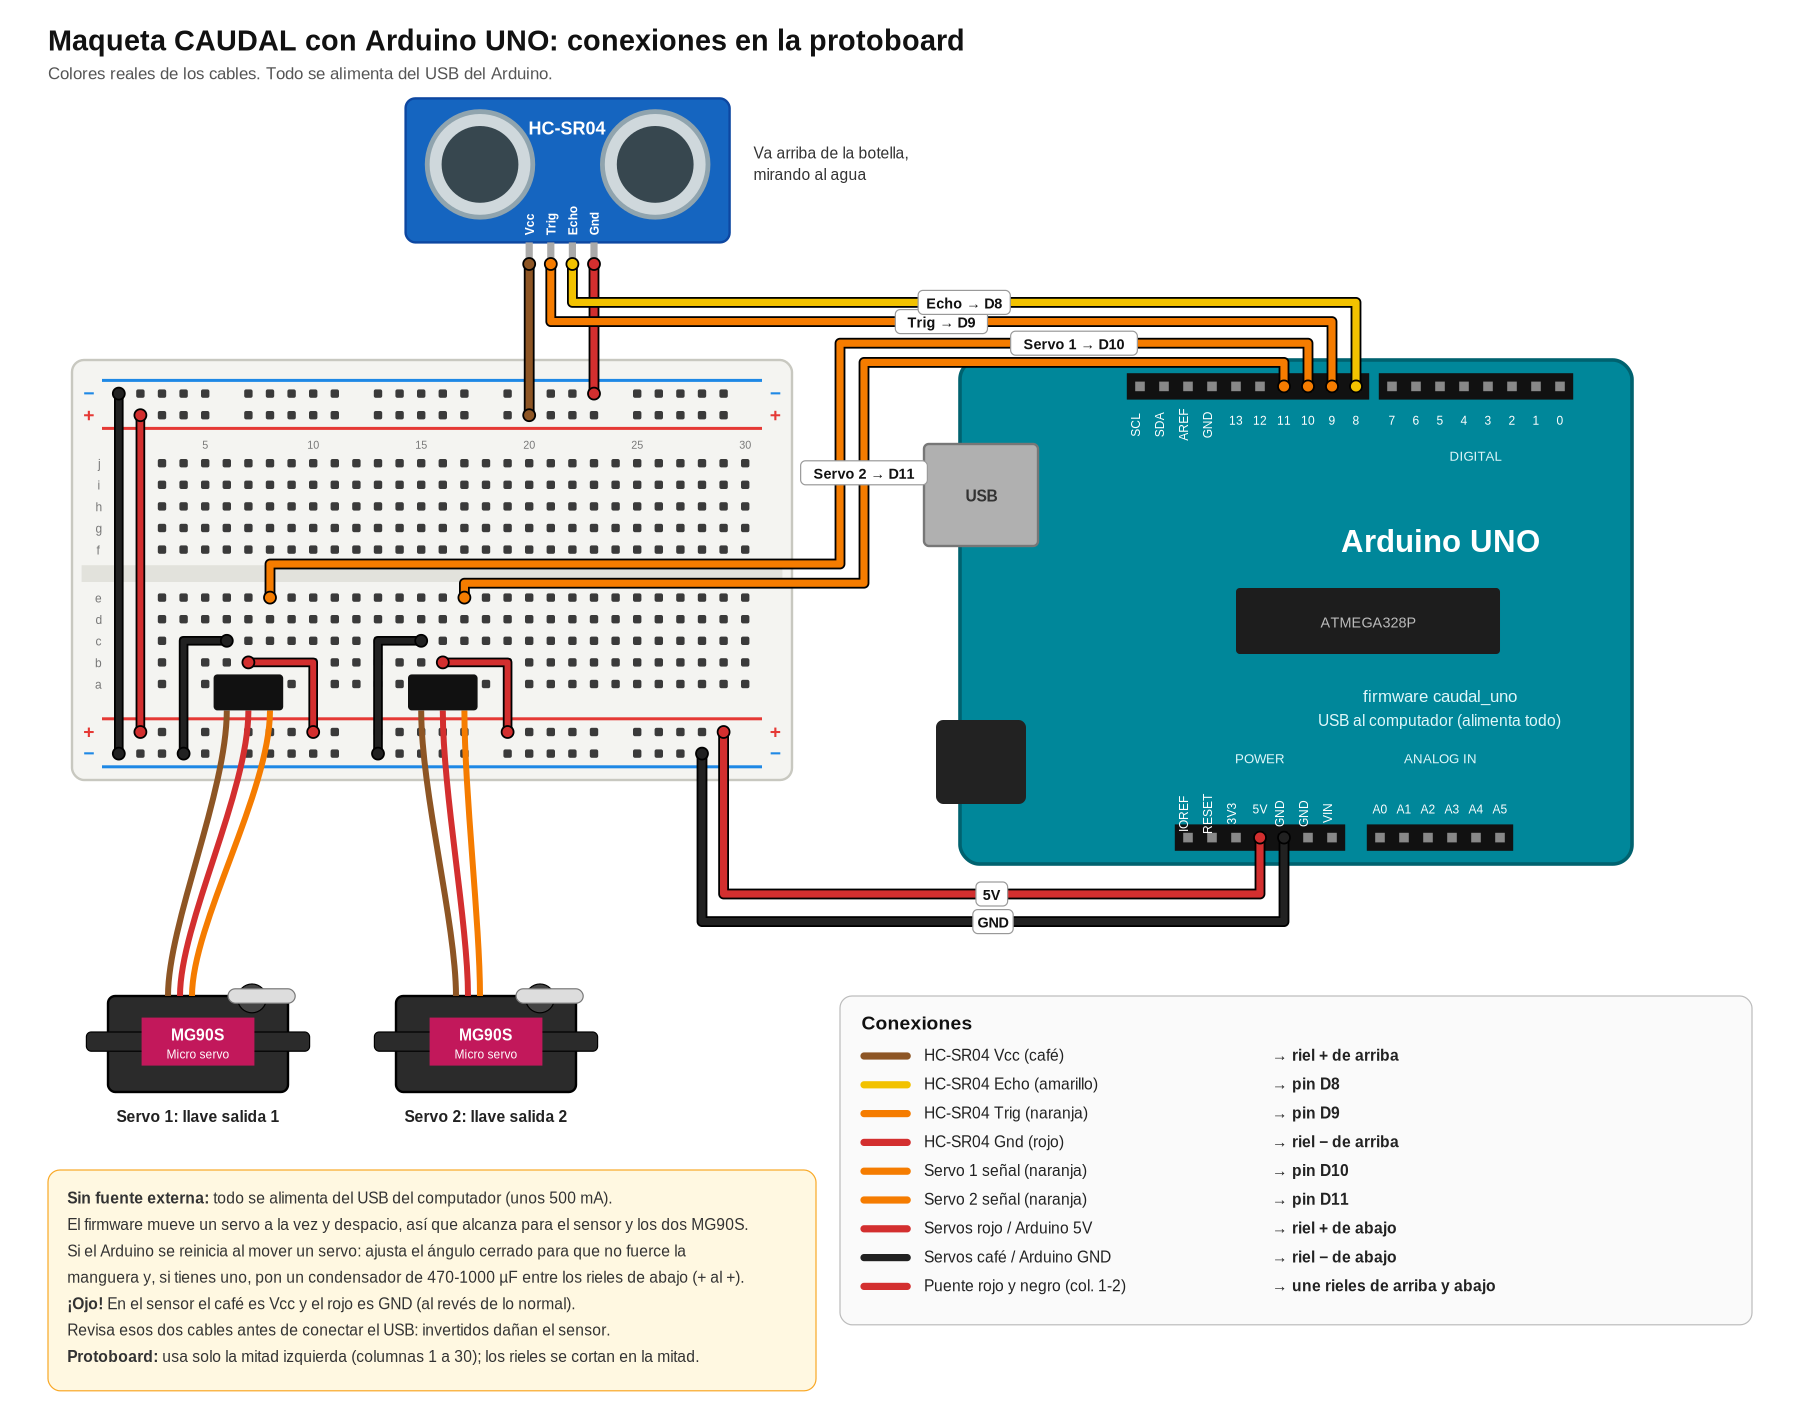 Maqueta CAUDAL con Arduino UNO: conexiones en la protoboard
Colores reales de los cables. Todo se alimenta del USB del Arduino.
HC-SR04
Vcc Trig Echo Gnd
Va arriba de la botella,
mirando al agua
Echo → D8
Trig → D9
Servo 1 → D10
Servo 2 → D11
− −
+ +
5 10 15 20 25 30
j
i
h
g
f
e
d
c
b
a
+ +
− −
SCL SDA AREF GND 13 12 11 10 9 8 7 6 5 4 3 2 1 0
DIGITAL
USB
Arduino UNO
ATMEGA328P
firmware caudal_uno
USB al computador (alimenta todo)
POWER ANALOG IN
IOREF RESET 3V3 5V GND GND VIN A0 A1 A2 A3 A4 A5
5V
GND
MG90S
Micro servo
Servo 1: llave salida 1
MG90S
Micro servo
Servo 2: llave salida 2
Conexiones
HC-SR04 Vcc (café) → riel + de arriba
HC-SR04 Echo (amarillo) → pin D8
HC-SR04 Trig (naranja) → pin D9
HC-SR04 Gnd (rojo) → riel − de arriba
Servo 1 señal (naranja) → pin D10
Servo 2 señal (naranja) → pin D11
Servos rojo / Arduino 5V → riel + de abajo
Servos café / Arduino GND → riel − de abajo
Puente rojo y negro (col. 1-2) → une rieles de arriba y abajo
Sin fuente externa: todo se alimenta del USB del computador (unos 500 mA).
El firmware mueve un servo a la vez y despacio, así que alcanza para el sensor y los dos MG90S.
Si el Arduino se reinicia al mover un servo: ajusta el ángulo cerrado para que no fuerce la
manguera y, si tienes uno, pon un condensador de 470-1000 µF entre los rieles de abajo (+ al +).
¡Ojo! En el sensor el café es Vcc y el rojo es GND (al revés de lo normal).
Revisa esos dos cables antes de conectar el USB: invertidos dañan el sensor.
Protoboard: usa solo la mitad izquierda (columnas 1 a 30); los rieles se cortan en la mitad.